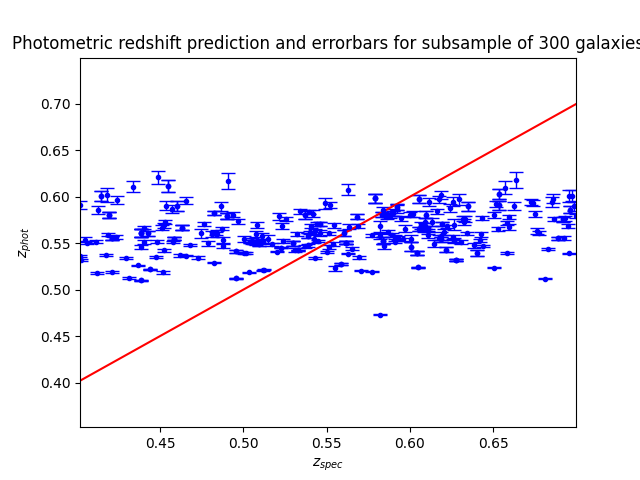 Photometric redshift prediction and errorbars for subsample of 300 galaxies
0.70
0.65
0.60
0.55
0.50
0.45
0.40
z_phot
0.45 0.50 0.55 0.60 0.65
z_spec